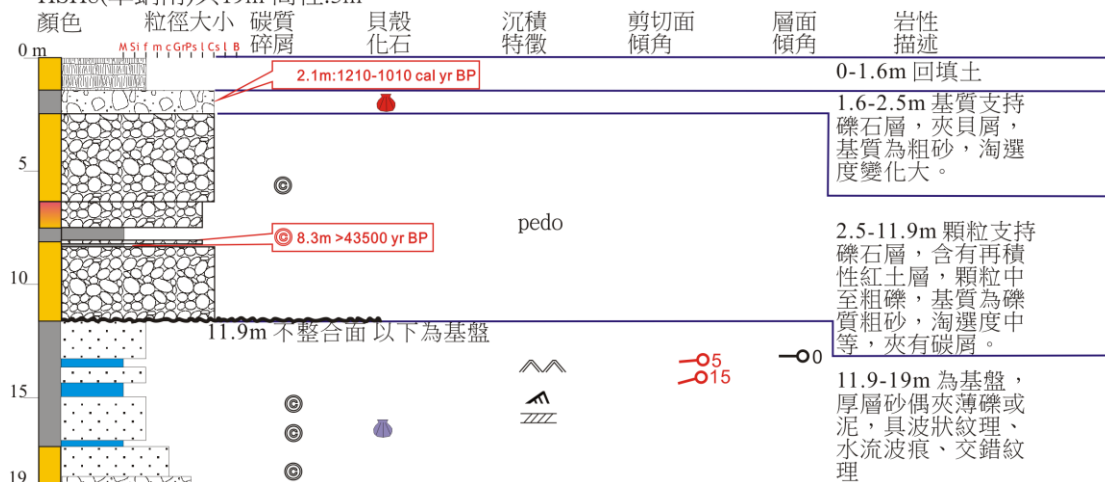 顏色 粒徑大小 碳質碎屑 貝殼化石 沉積特徵 剪切面傾角 層面傾角 岩性描述
M Si f m c Gr Ps l Cs l B
0 m
2.1m:1210-1010 cal yr BP
0-1.6m 回填土
1.6-2.5m 基質支持
礫石層，夾貝屑，
基質為粗砂，淘選
度變化大。
5
©
pedo
© 8.3m >43500 yr BP
2.5-11.9m 顆粒支持
礫石層，含有再積
性紅土層，顆粒中
至粗礫，基質為礫
質粗砂，淘選度中
等，夾有碳屑。
10
11.9m 不整合面 以下為基盤
5
15
0
15
©
©
©
11.9-19m 為基盤，
厚層砂偶夾薄礫或
泥，具波狀紋理、
水流波痕、交錯紋
理
19